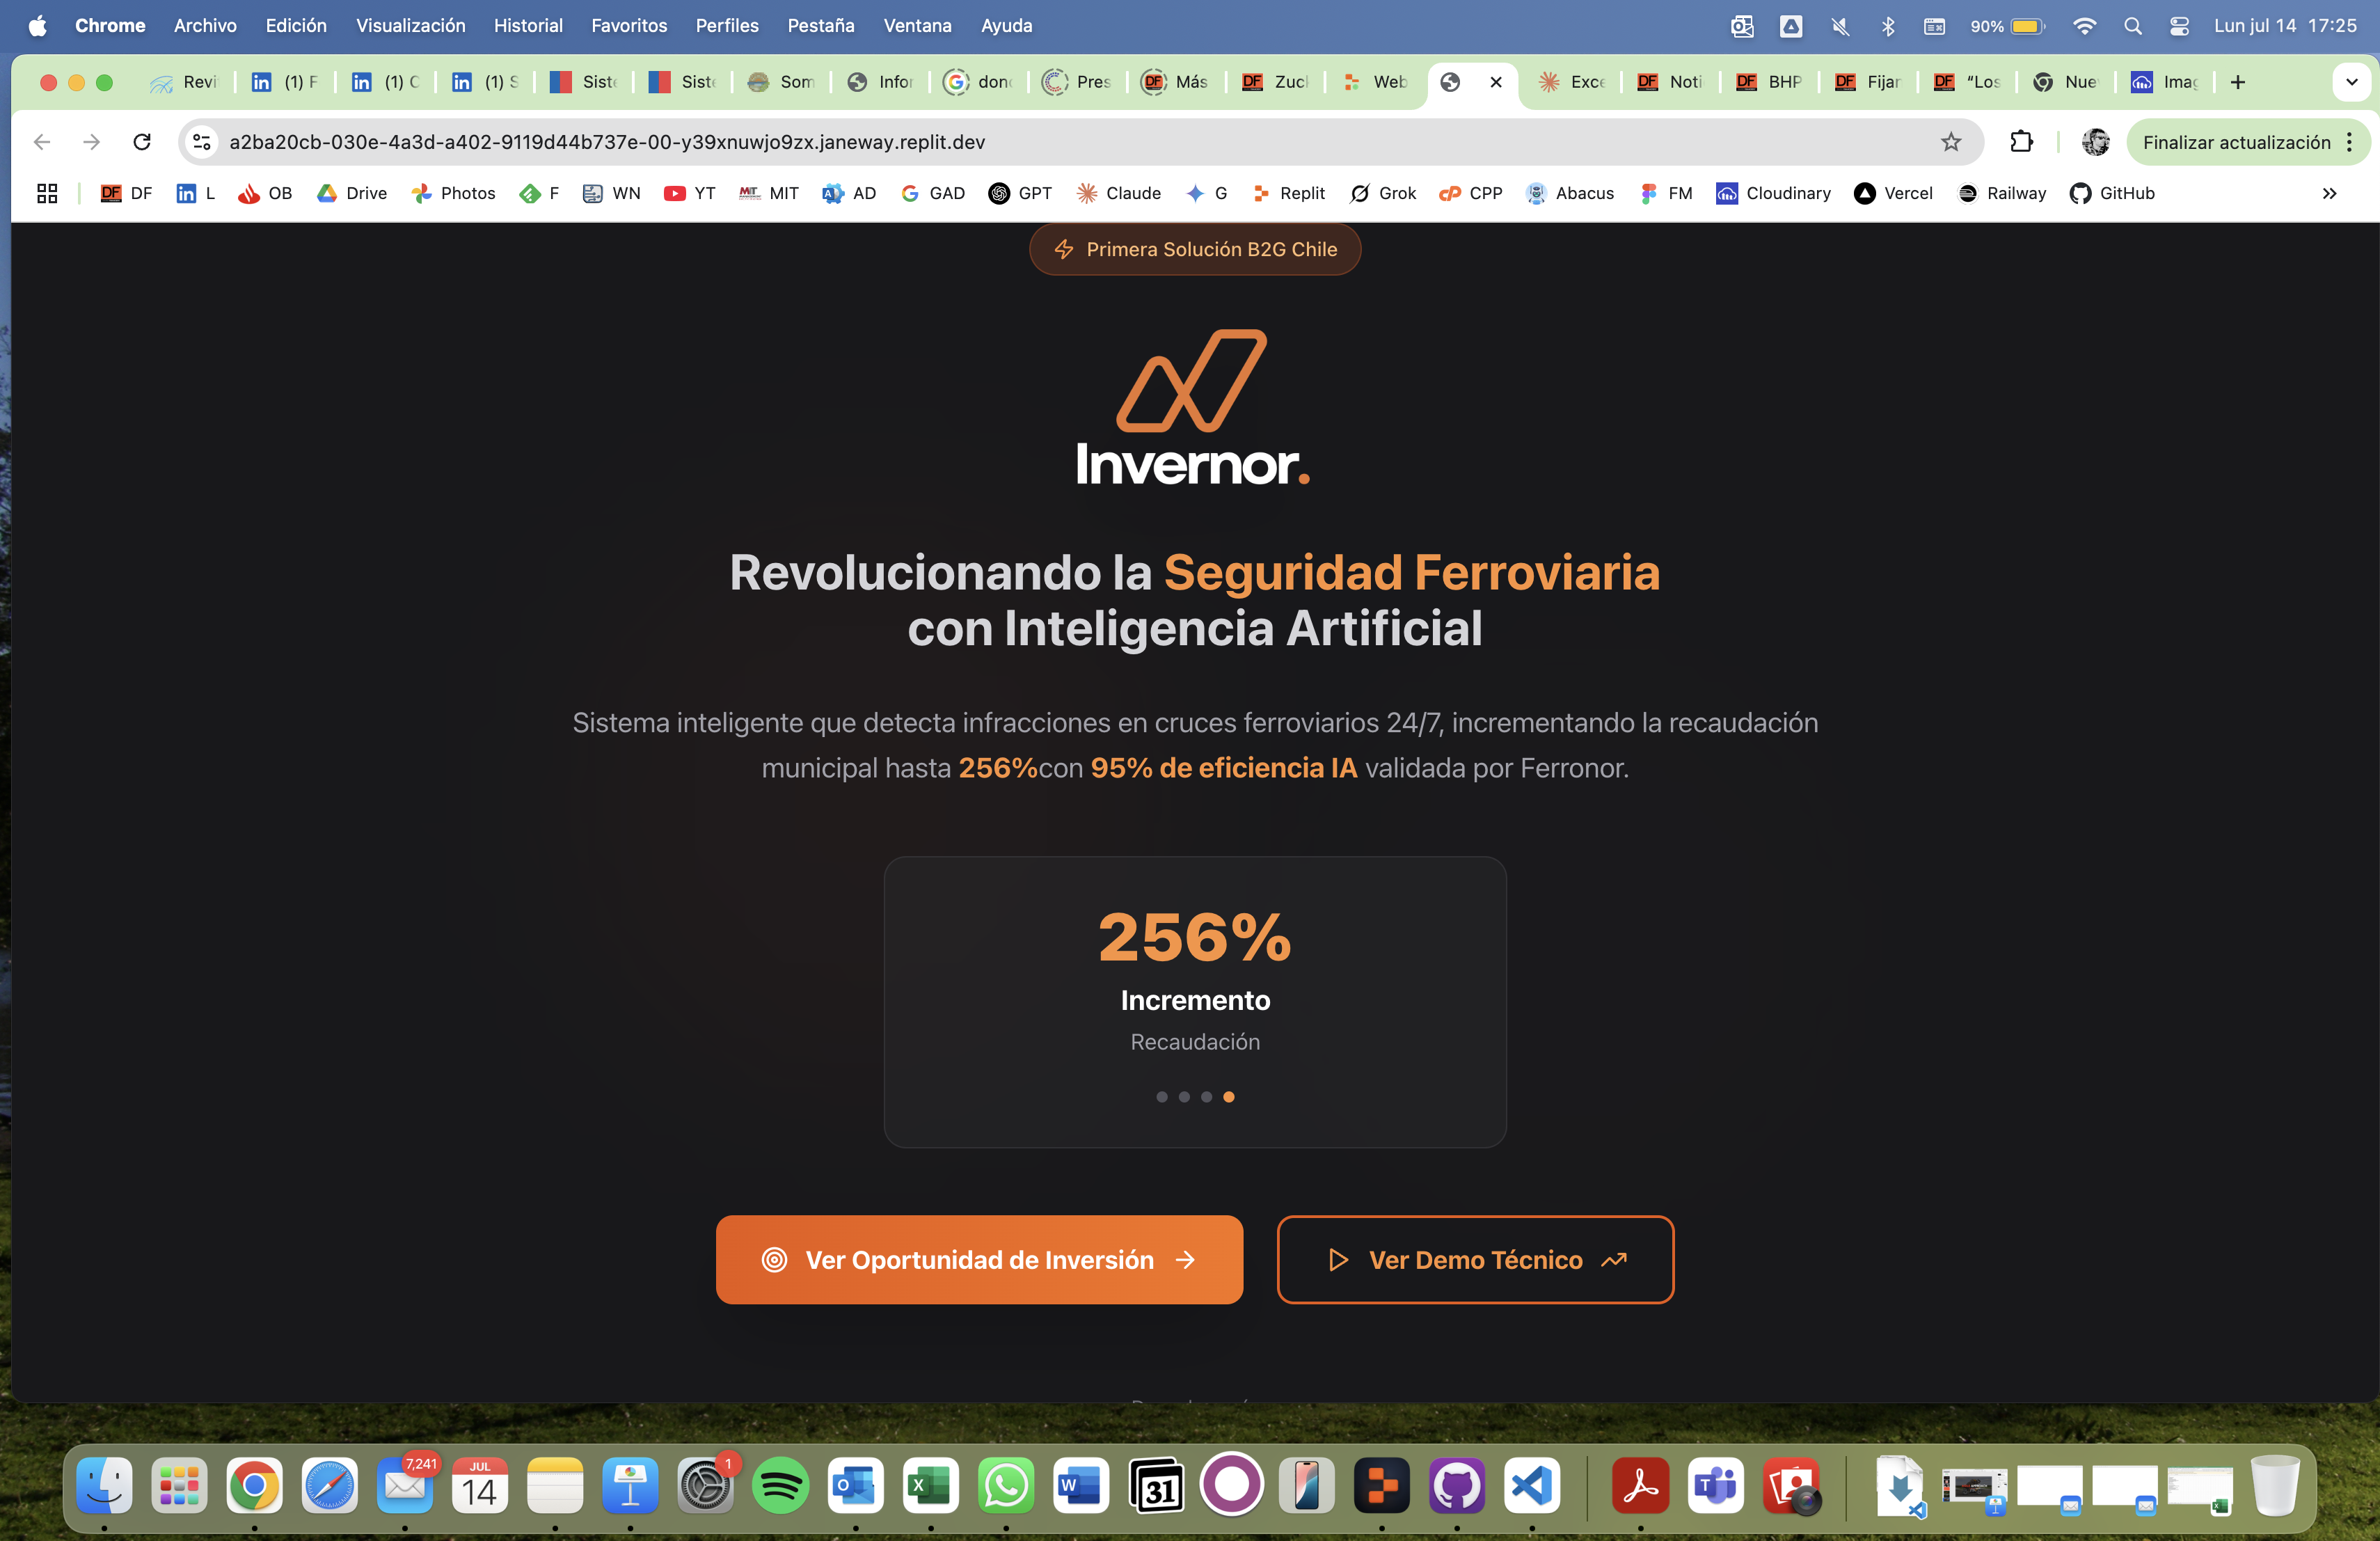 Chrome Archivo Edición Visualización Historial Favoritos Perfiles Pestaña Ventana Ayuda 90% Lun jul 14 17:25
Revi (1) F (1) C (1) S Siste Siste Som Infor dond Pres Más Zuck Web Exce Noti BHP Fijar “Los Nue Imag
a2ba20cb-030e-4a3d-a402-9119d44b737e-00-y39xnuwjo9zx.janeway.replit.dev Finalizar actualización
DF L OB Drive Photos F WN YT MIT AD GAD GPT Claude G Replit Grok CPP Abacus FM Cloudinary Vercel Railway GitHub
Primera Solución B2G Chile
Invernor.
Revolucionando la Seguridad Ferroviaria
con Inteligencia Artificial
Sistema inteligente que detecta infracciones en cruces ferroviarios 24/7, incrementando la recaudación
municipal hasta 256%con 95% de eficiencia IA validada por Ferronor.
256%
Incremento
Recaudación
Ver Oportunidad de Inversión
Ver Demo Técnico
7,241 JUL 14 1 31